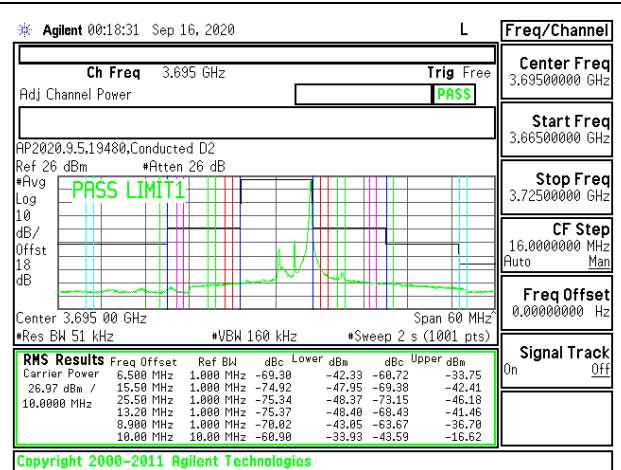 Agilent 00:18:31 Sep 16, 2020 L
Freq/Channel
Ch Freq 3.695 GHz Trig Free
Adj Channel Power PASS
Center Freq
3.69500000 GHz
Start Freq
3.66500000 GHz
Stop Freq
3.72500000 GHz
CF Step
16.0000000 MHz
Auto Man
Freq Offset
0.00000000 Hz
Signal Track
On Off
AP2020.9.5,19480,Conducted D2
Ref 26 dBm #Atten 26 dB
#Avg
Log
10
dB/
Offst
18
dB
PASS LIMIT1
Center 3.695 00 GHz Span 60 MHz^
#Res BW 51 kHz #VBW 160 kHz #Sweep 2 s (1001 pts)
RMS Results Freq Offset Ref BW dBc Lower dBm dBc Upper dBm
Carrier Power 6.500 MHz 1.000 MHz -69.30 -42.33 -60.72 -33.75
26.97 dBm / 15.50 MHz 1.000 MHz -74.92 -47.95 -69.38 -42.41
10.0000 MHz 25.50 MHz 1.000 MHz -75.34 -48.37 -73.15 -46.18
13.20 MHz 1.000 MHz -75.37 -48.40 -68.43 -41.46
8.900 MHz 1.000 MHz -70.02 -43.05 -63.67 -36.70
10.00 MHz 10.00 MHz -60.90 -33.93 -43.59 -16.62
Copyright 2000-2011 Agilent Technologies